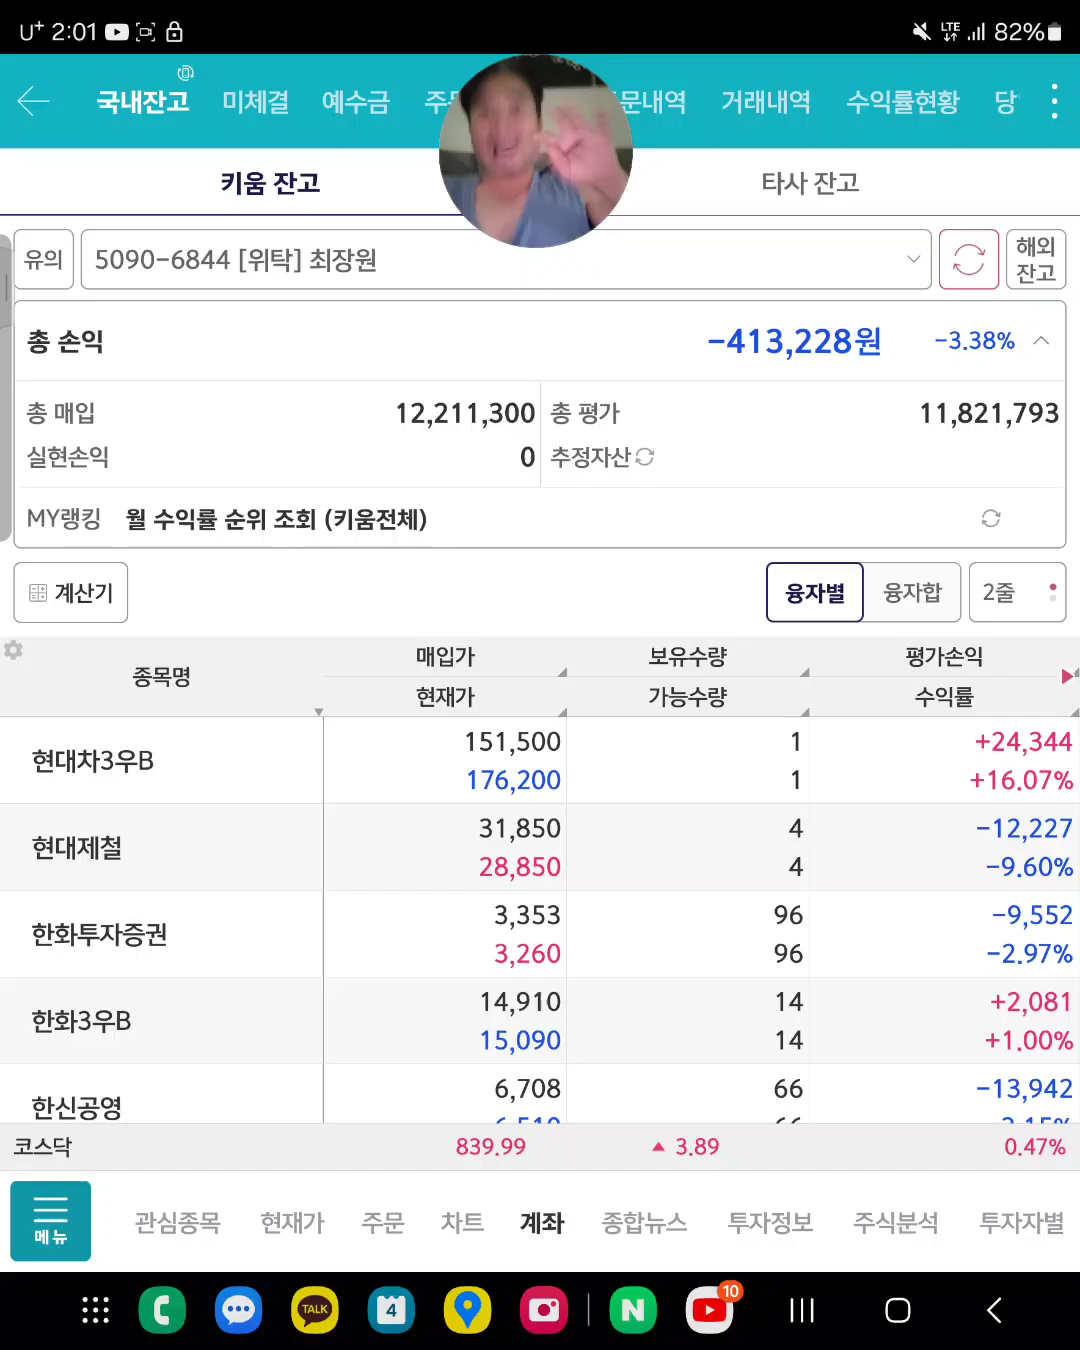 U+ 2:01 LTE 82%
국내잔고 미체결 예수금 주문내역 거래내역 수익률현황 당
키움 잔고 타사 잔고
유의 5090-6844 [위탁] 최장원 해외 잔고
총 손익 -413,228원 -3.38%
총 매입 12,211,300 총 평가 11,821,793
실현손익 0 추정자산
MY랭킹 월 수익률 순위 조회 (키움전체)
계산기 융자별 융자합 2줄
종목명 매입가 보유수량 평가손익
현재가 가능수량 수익률
현대차3우B 151,500 1 +24,344
176,200 1 +16.07%
현대제철 31,850 4 -12,227
28,850 4 -9.60%
한화투자증권 3,353 96 -9,552
3,260 96 -2.97%
한화3우B 14,910 14 +2,081
15,090 14 +1.00%
한신공영 6,708 66 -13,942
코스닥 839.99 ▲ 3.89 0.47%
메뉴 관심종목 현재가 주문 차트 계좌 종합뉴스 투자정보 주식분석 투자자별
TALK 4 N 10